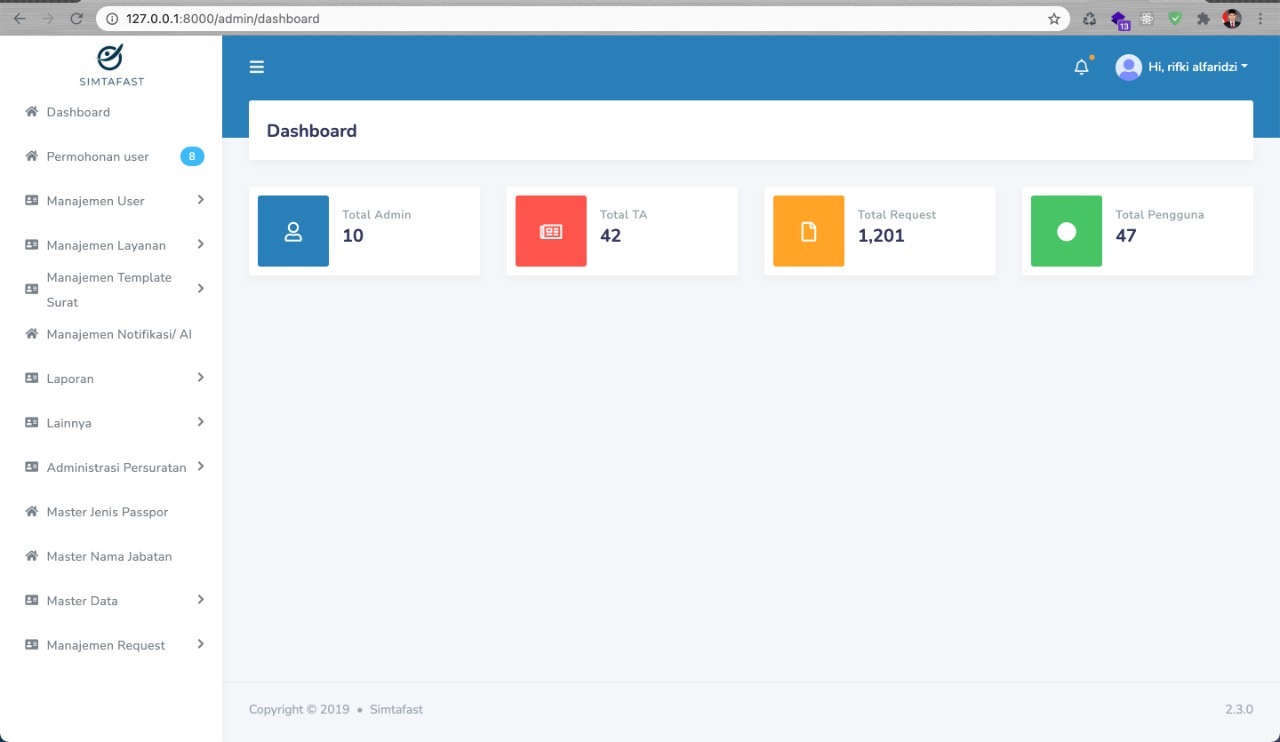 127.0.0.1:8000/admin/dashboard
13
SIMTAFAST
Dashboard
Permohonan user 8
Manajemen User
Manajemen Layanan
Manajemen Template
Surat
Manajemen Notifikasi/ Al
Laporan
Lainnya
Administrasi Persuratan
Master Jenis Passpor
Master Nama Jabatan
Master Data
Manajemen Request
Hi, rifki alfaridzi
Dashboard
Total Admin
10
Total TA
42
Total Request
1,201
Total Pengguna
47
Copyright © 2019 • Simtafast
2.3.0